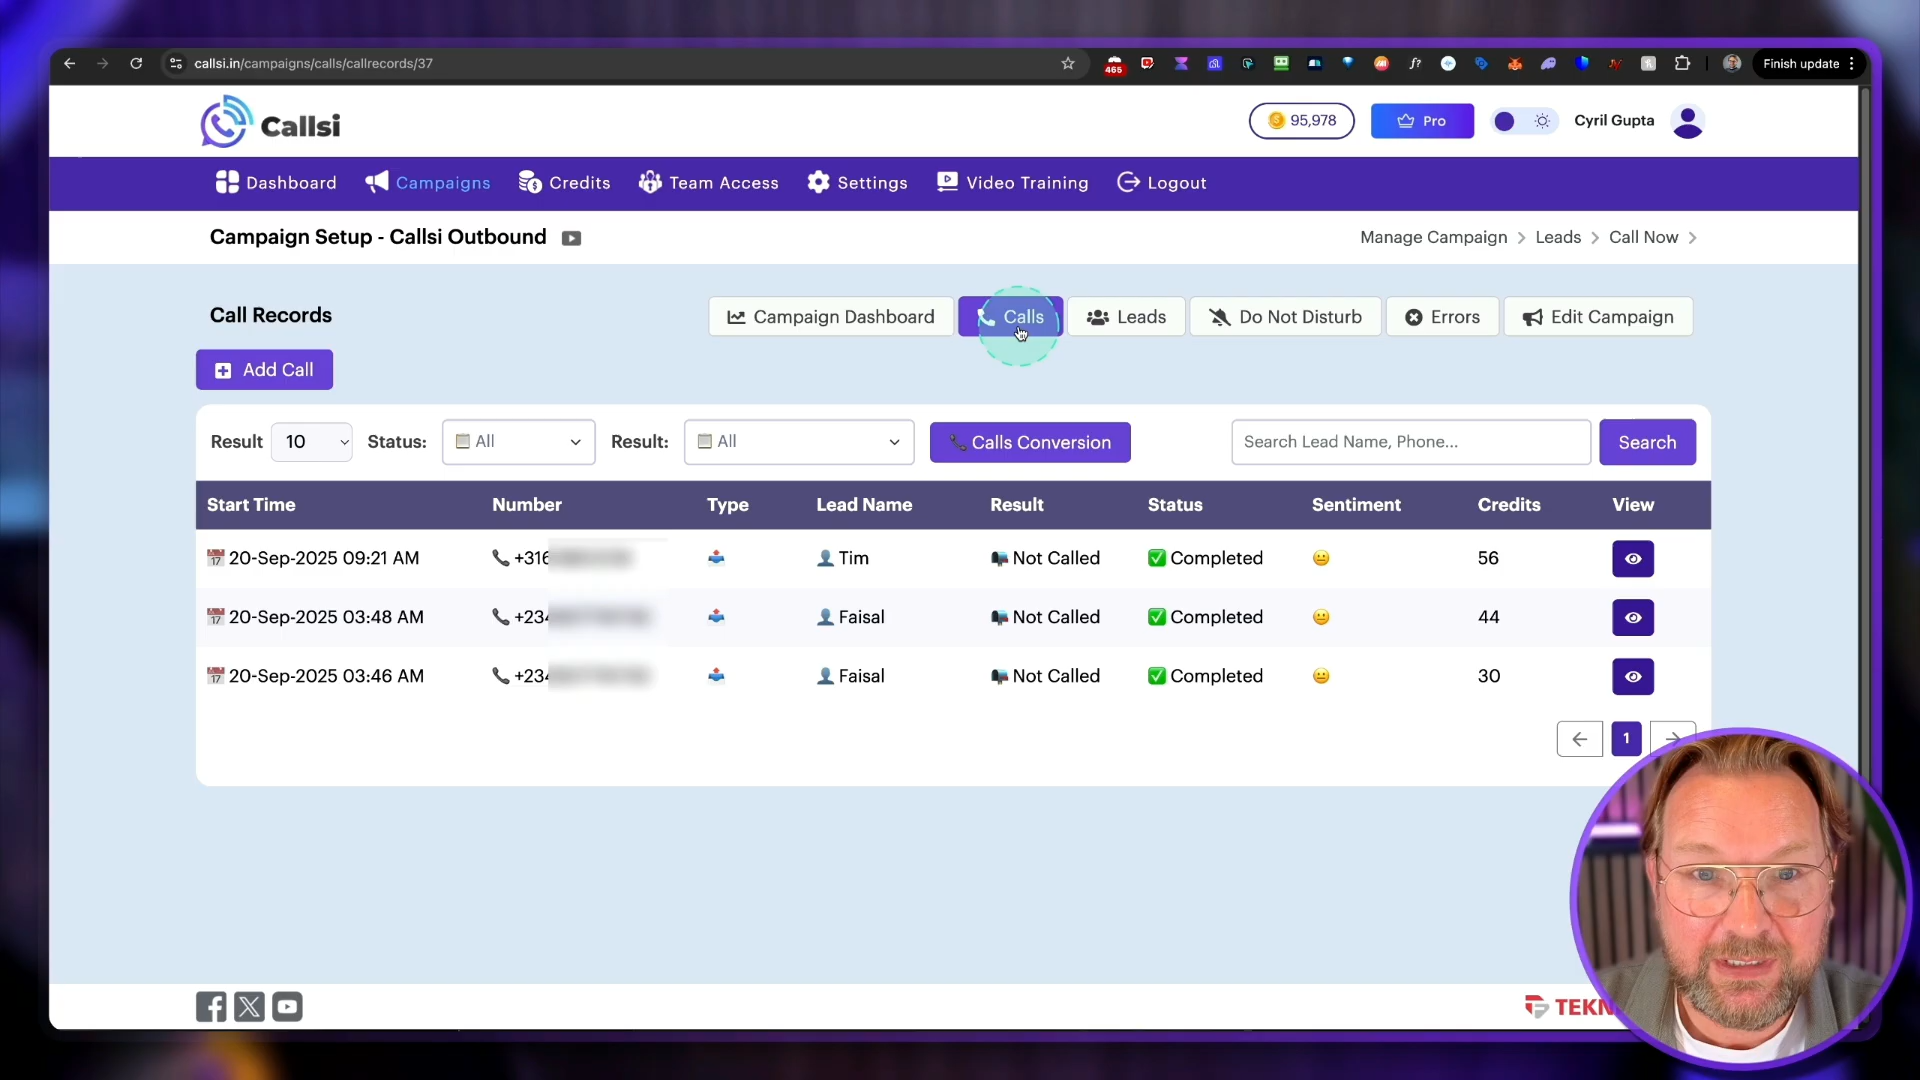 callsi.in/campaigns/calls/callrecords/37
465
Finish update
Callsi
95,978
Pro
Cyril Gupta
Dashboard
Campaigns
Credits
Team Access
Settings
Video Training
Logout
Campaign Setup - Callsi Outbound
Manage Campaign > Leads > Call Now >
Call Records
Campaign Dashboard
Calls
Leads
Do Not Disturb
Errors
Edit Campaign
Add Call
Result 10 Status: All Result: All Calls Conversion Search Lead Name, Phone... Search
Start Time Number Type Lead Name Result Status Sentiment Credits View
20-Sep-2025 09:21 AM +316 Tim Not Called Completed 56
20-Sep-2025 03:48 AM +234 Faisal Not Called Completed 44
20-Sep-2025 03:46 AM +234 Faisal Not Called Completed 30
1